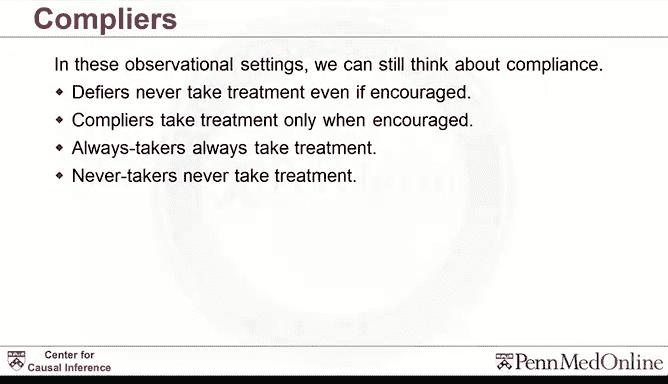 Compliers
In these observational settings, we can still think about compliance.
Defiers never take treatment even if encouraged.
Compliers take treatment only when encouraged.
Always-takers always take treatment.
Never-takers never take treatment.
Center for
Causal Inference
PennMedOnline